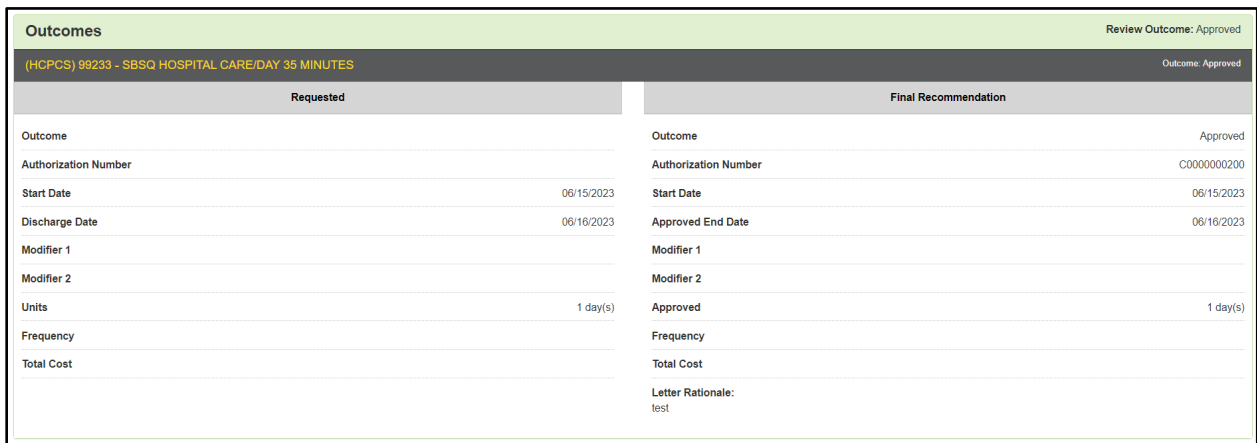 Outcomes
Review Outcome: Approved
(HCPCS) 99233 - SBSQ HOSPITAL CARE/DAY 35 MINUTES
Outcome: Approved
Requested
Outcome
Authorization Number
Start Date 06/15/2023
Discharge Date 06/16/2023
Modifier 1
Modifier 2
Units 1 day(s)
Frequency
Total Cost
Final Recommendation
Outcome Approved
Authorization Number C0000000200
Start Date 06/15/2023
Approved End Date 06/16/2023
Modifier 1
Modifier 2
Approved 1 day(s)
Frequency
Total Cost
Letter Rationale:
test